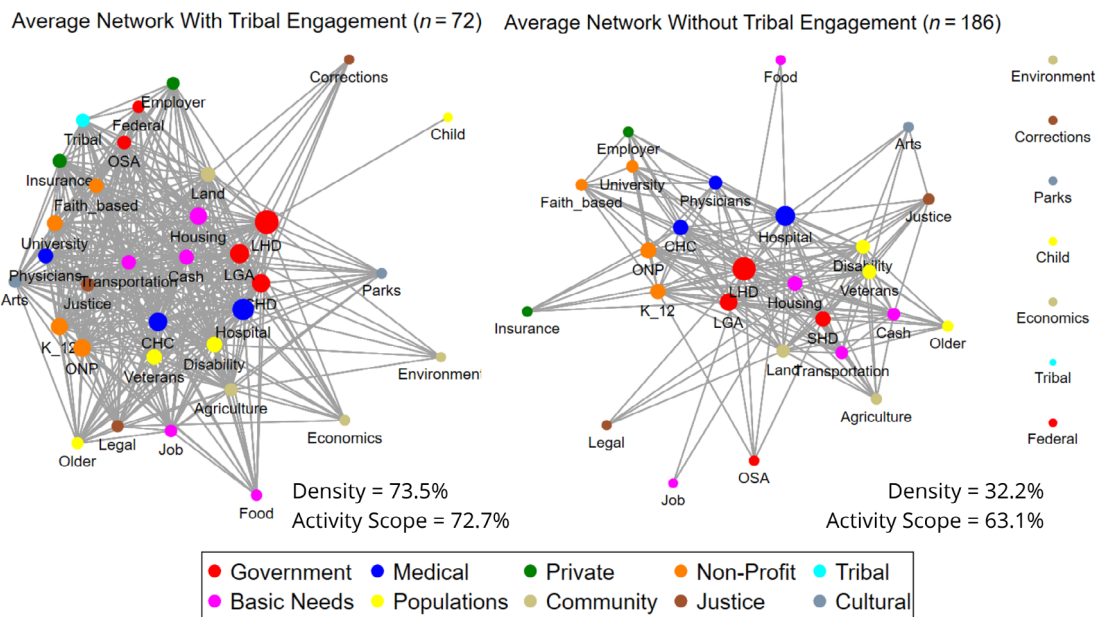 Average Network With Tribal Engagement (n = 72)
Corrections
Employer
Federal
Tribal
Child
OSA
Insurance
Land
Faith_based
Housing
LHD
University
Physicians
Transportation
Cash
LGA
Arts
Justice
SHD
Parks
Hospital
K_12
CHC
ONP
Veterans
Disability
Environment
Agriculture
Older
Legal
Job
Economics
Food
Density = 73.5%
Activity Scope = 72.7%
Average Network Without Tribal Engagement (n = 186)
Food
Arts
Employer
University
Faith_based
Physicians
Justice
Hospital
CHC
ONP
Disability
LHD
Veterans
Housing
K_12
LGA
Insurance
SHD
Cash
Older
Land
Transportation
Agriculture
Legal
OSA
Job
Environment
Corrections
Parks
Child
Economics
Tribal
Federal
Density = 32.2%
Activity Scope = 63.1%
Government
Medical
Private
Non-Profit
Tribal
Basic Needs
Populations
Community
Justice
Cultural